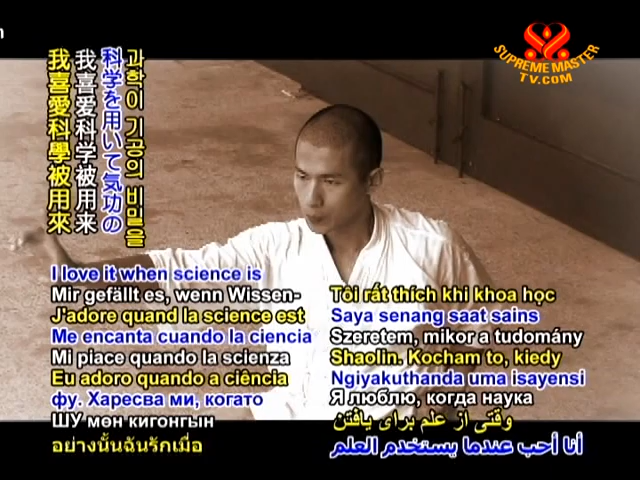 n
SUPREME MASTER
TV.COM
과학이 기공의 비밀을
科学を用いて気功の
我喜爱科学被用来
我喜愛科學被用來
I love it when science is
Mir gefällt es, wenn Wissen-
J'adore quand la science est
Me encanta cuando la ciencia
Mi piace quando la scienza
Eu adoro quando a ciência
фу. Харесва ми, когато
ШУ мөн кигонгын
อย่างนั้นฉันรักเมื่อ
Tôi rất thích khi khoa học
Saya senang saat sains
Szeretem, mikor a tudomány
Shaolin. Kocham to, kiedy
Ngiyakuthanda uma isayensi
Я люблю, когда наука
وقتی از علم برای یافتن
أنا أحب عندما يستخدم العلم